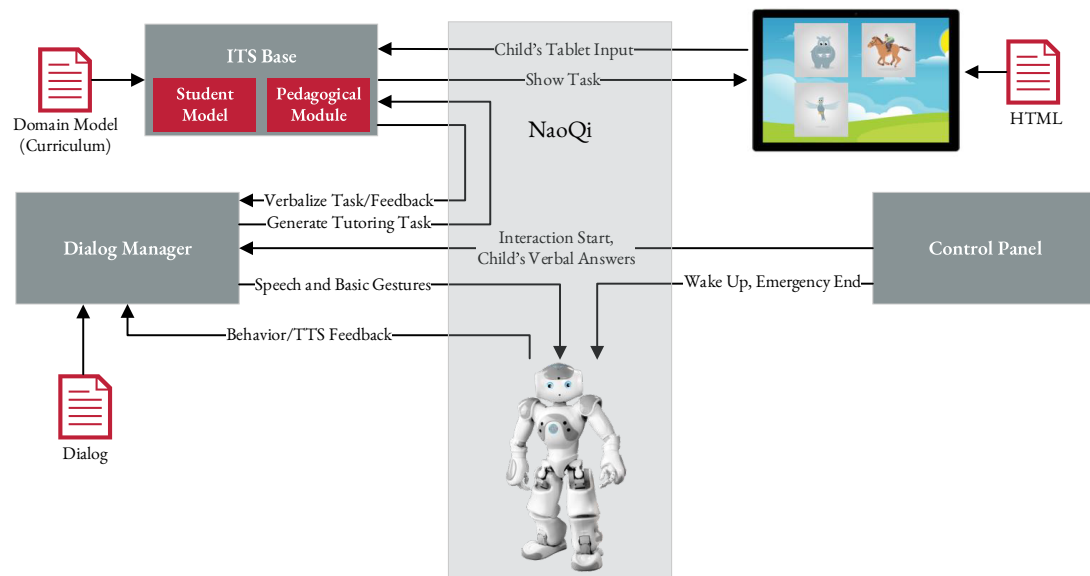 ITS Base
Student
Model
Pedagogical
Module
Domain Model
(Curriculum)
Child's Tablet Input
Show Task
NaoQi
HTML
Verbalize Task/Feedback
Generate Tutoring Task
Dialog Manager
Interaction Start,
Child's Verbal Answers
Control Panel
Speech and Basic Gestures
Wake Up, Emergency End
Behavior/TTS Feedback
Dialog